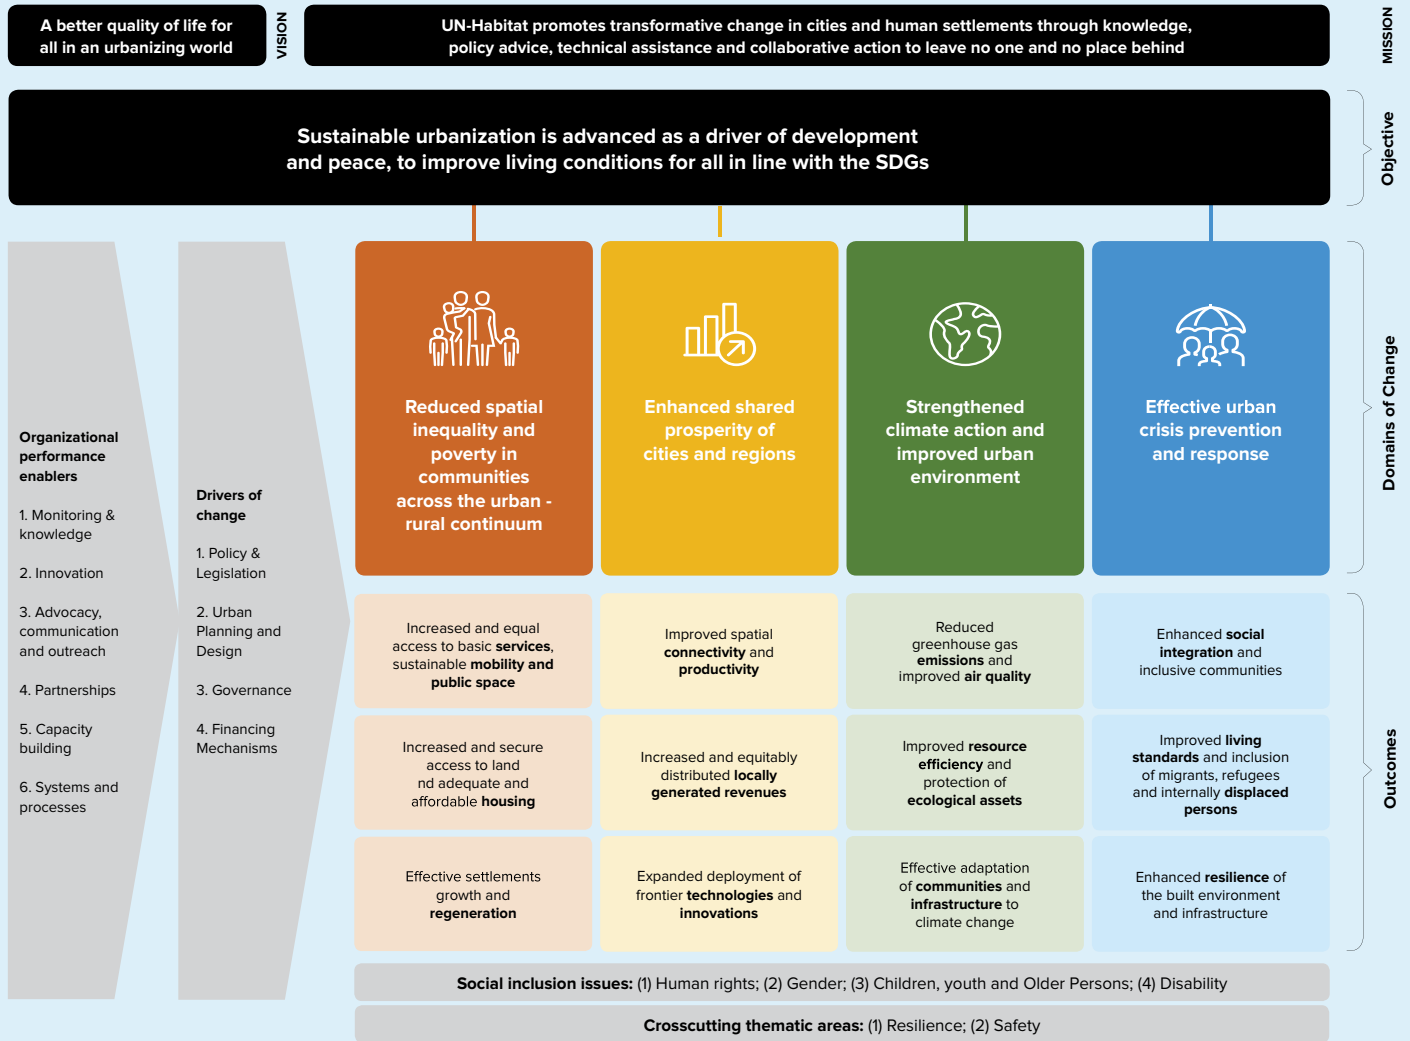 A better quality of life for
all in an urbanizing world
VISION
UN-Habitat promotes transformative change in cities and human settlements through knowledge,
policy advice, technical assistance and collaborative action to leave no one and no place behind
MISSION
Sustainable urbanization is advanced as a driver of development
and peace, to improve living conditions for all in line with the SDGs
Objective
Organizational
performance
enablers
1. Monitoring &
knowledge
2. Innovation
3. Advocacy,
communication
and outreach
4. Partnerships
5. Capacity
building
6. Systems and
processes
Drivers of
change
1. Policy &
Legislation
2. Urban
Planning and
Design
3. Governance
4. Financing
Mechanisms
Reduced spatial
inequality and
poverty in
communities
across the urban -
rural continuum
Enhanced shared
prosperity of
cities and regions
Strengthened
climate action and
improved urban
environment
Effective urban
crisis prevention
and response
Domains of Change
Increased and equal
access to basic services,
sustainable mobility and
public space
Improved spatial
connectivity and
productivity
Reduced
greenhouse gas
emissions and
improved air quality
Enhanced social
integration and
inclusive communities
Increased and secure
access to land
nd adequate and
affordable housing
Increased and equitably
distributed locally
generated revenues
Improved resource
efficiency and
protection of
ecological assets
Improved living
standards and inclusion
of migrants, refugees
and internally displaced
persons
Effective settlements
growth and
regeneration
Expanded deployment of
frontier technologies and
innovations
Effective adaptation
of communities and
infrastructure to
climate change
Enhanced resilience of
the built environment
and infrastructure
Outcomes
Social inclusion issues: (1) Human rights; (2) Gender; (3) Children, youth and Older Persons; (4) Disability
Crosscutting thematic areas: (1) Resilience; (2) Safety